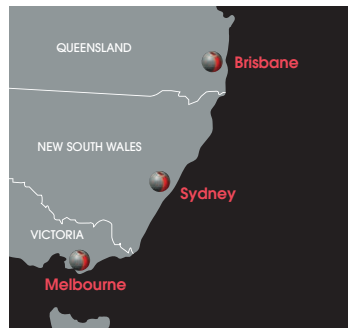 QUEENSLAND
Brisbane
NEW SOUTH WALES
Sydney
VICTORIA
Melbourne